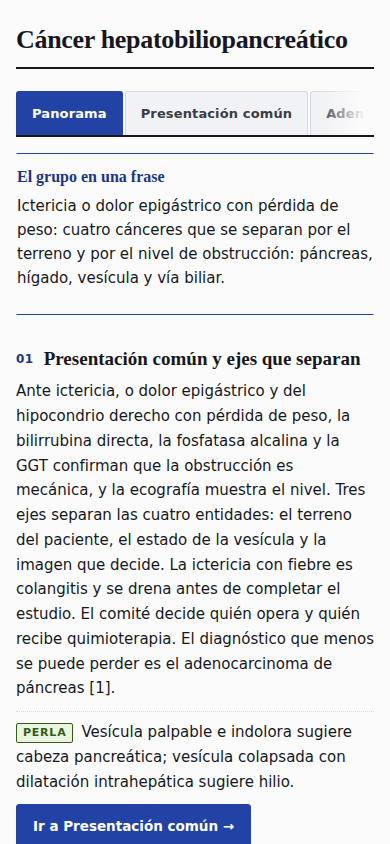 Cáncer hepatobiliopancreático
Panorama
Presentación común
Aden
El grupo en una frase
Ictericia o dolor epigástrico con pérdida de
peso: cuatro cánceres que se separan por el
terreno y por el nivel de obstrucción: páncreas,
hígado, vesícula y vía biliar.
01 Presentación común y ejes que separan
Ante ictericia, o dolor epigástrico y del
hipocondrio derecho con pérdida de peso, la
bilirrubina directa, la fosfatasa alcalina y la
GGT confirman que la obstrucción es
mecánica, y la ecografía muestra el nivel. Tres
ejes separan las cuatro entidades: el terreno
del paciente, el estado de la vesícula y la
imagen que decide. La ictericia con fiebre es
colangitis y se drena antes de completar el
estudio. El comité decide quién opera y quién
recibe quimioterapia. El diagnóstico que menos
se puede perder es el adenocarcinoma de
páncreas [1].
PERLA Vesícula palpable e indolora sugiere
cabeza pancreática; vesícula colapsada con
dilatación intrahepática sugiere hilio.
Ir a Presentación común →